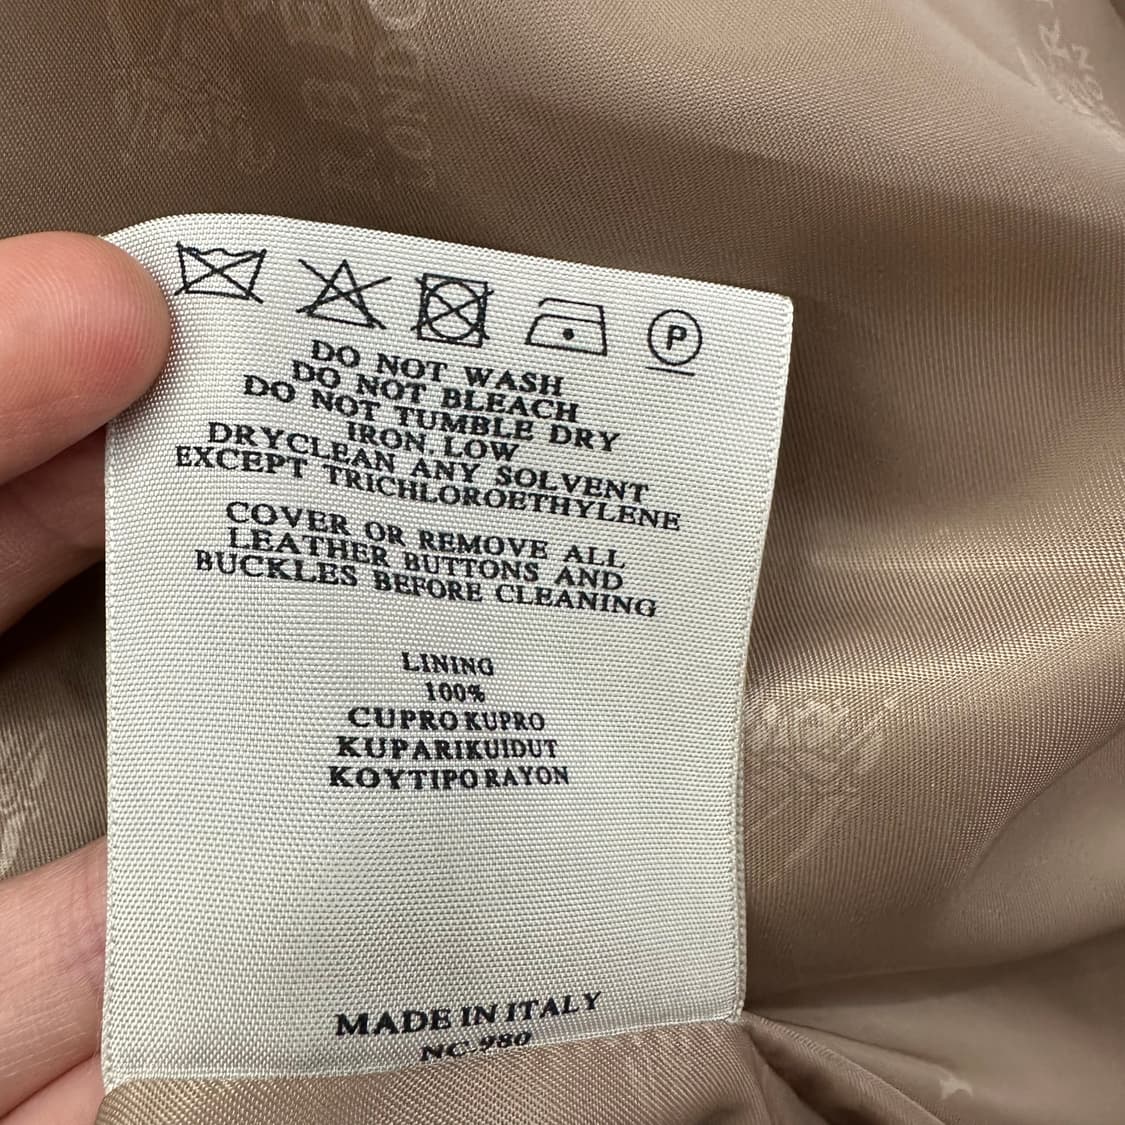 P
DO NOT WASH
DO NOT BLEACH
DO NOT TUMBLE DRY
IRON, LOW
DRYCLEAN ANY SOLVENT
EXCEPT TRICHLOROETHYLENE
COVER OR REMOVE ALL
LEATHER BUTTONS AND
BUCKLES BEFORE CLEANING
LINING
100%
CUPRO KUPRO
KUPARIKUIDUT
ΚΟΥΤΙΡΟ RAYON
MADE IN ITALY
NC.980